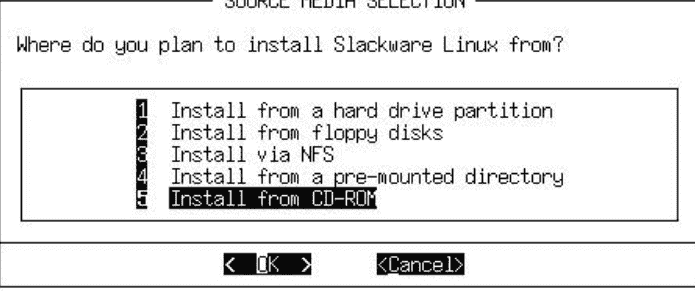 SOURCE MEDIA SELECTION
Where do you plan to install Slackware Linux from?
1 Install from a hard drive partition
2 Install from floppy disks
3 Install via NFS
4 Install from a pre-mounted directory
5 Install from CD-ROM
< OK > <Cancel>